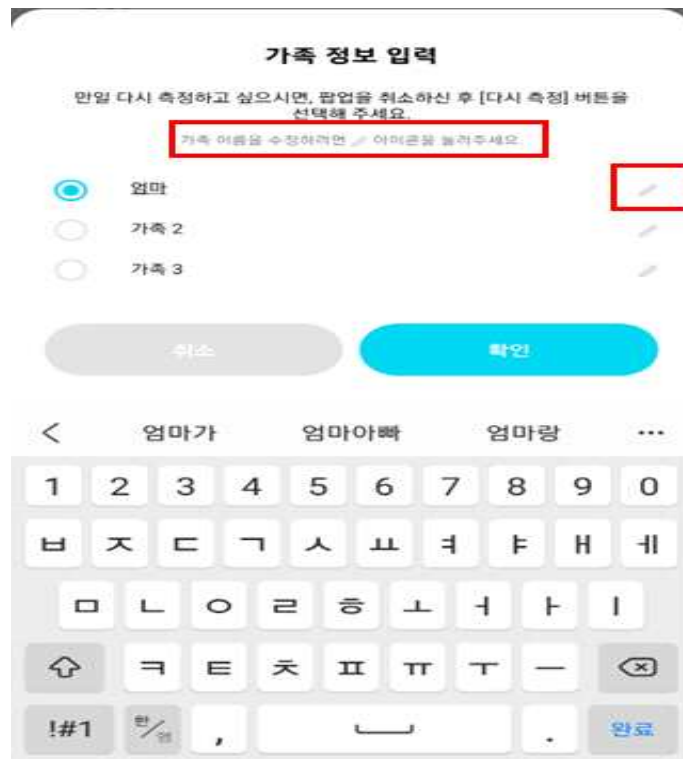 가족 정보 입력
만일 다시 측정하고 싶으시면, 팝업을 취소하신 후 [다시 측정] 버튼을
선택해 주세요.
가족 이름을 수정하려면 아이콘을 눌러주세요.
엄마
가족 2
가족 3
취소 확인
엄마가 엄마아빠 엄마랑 ...
1 2 3 4 5 6 7 8 9 0
ㅂ ㅈ ㄷ ㄱ ㅅ ㅛ ㅕ ㅑ ㅐ ㅔ
ㅁ ㄴ ㅇ ㄹ ㅎ ㅗ ㅓ ㅏ ㅣ
ㅋ ㅌ ㅊ ㅍ ㅠ ㅜ ㅡ
!#1 한/영 , . 완료